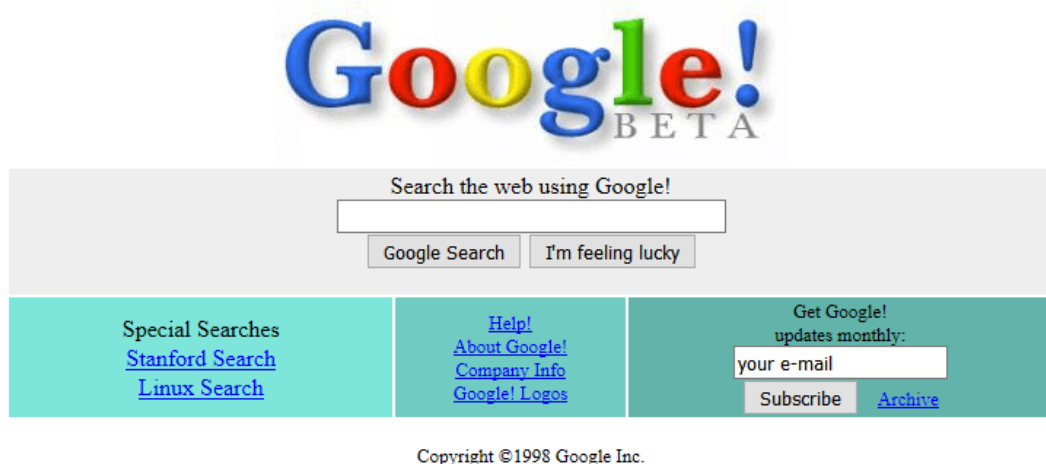 Google!
BETA
Search the web using Google!
Google Search
I'm feeling lucky
Special Searches
Stanford Search
Linux Search
Help!
About Google!
Company Info
Google! Logos
Get Google!
updates monthly:
your e-mail
Subscribe
Archive
Copyright ©1998 Google Inc.